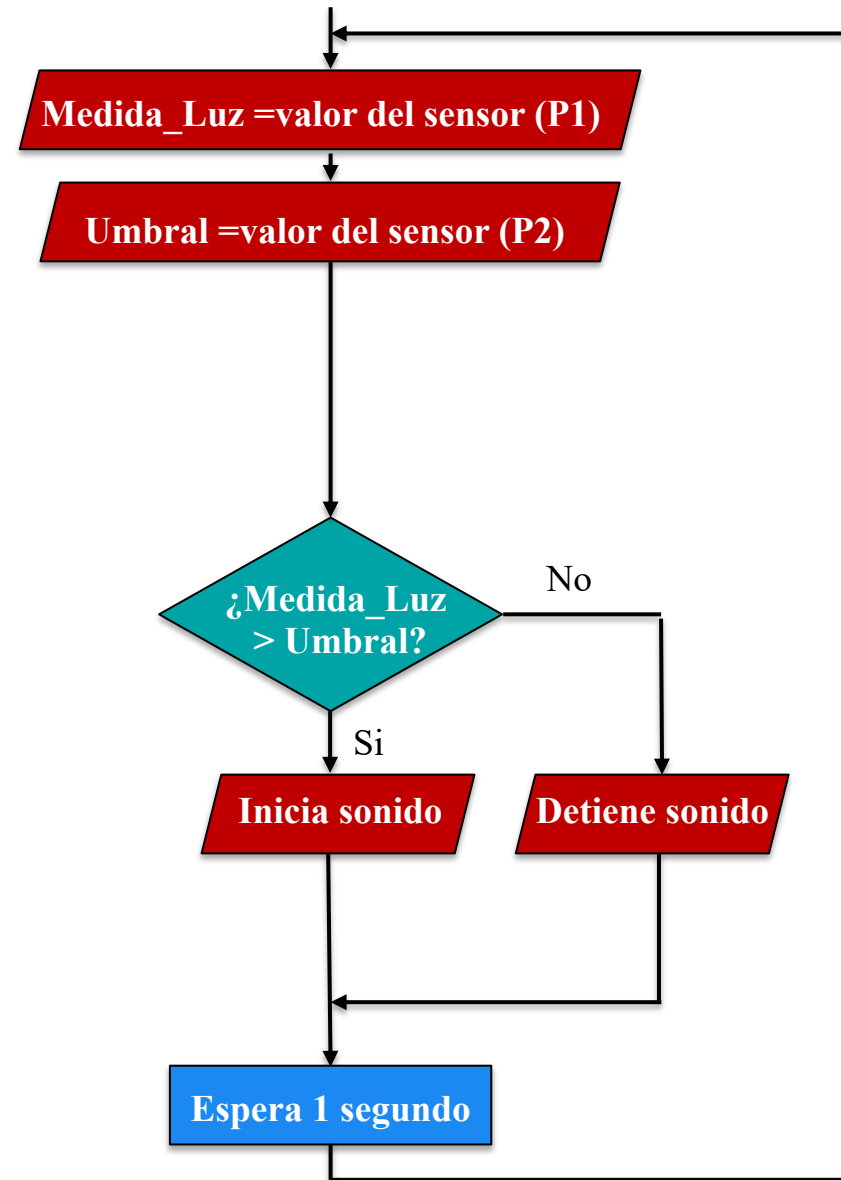 Medida_Luz =valor del sensor (P1)
Umbral =valor del sensor (P2)
¿Medida_Luz
> Umbral?
No
Si
Inicia sonido
Detiene sonido
Espera 1 segundo